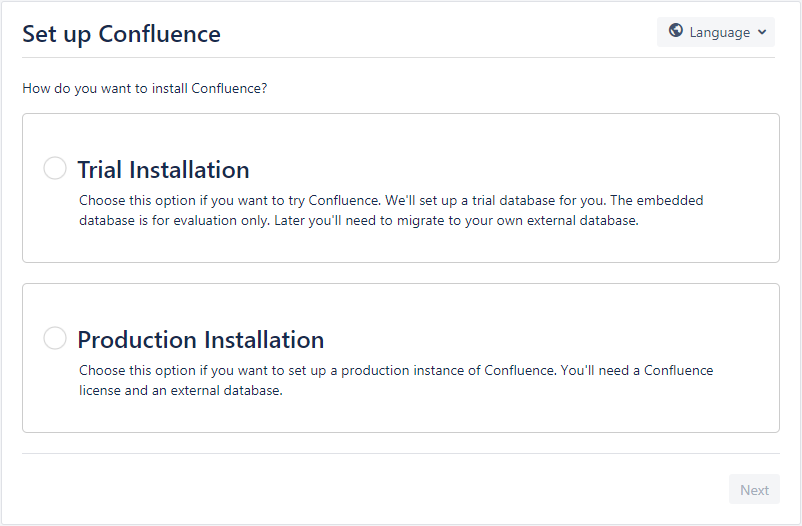 Set up Confluence
Language
How do you want to install Confluence?
Trial Installation
Choose this option if you want to try Confluence. We'll set up a trial database for you. The embedded
database is for evaluation only. Later you'll need to migrate to your own external database.
Production Installation
Choose this option if you want to set up a production instance of Confluence. You'll need a Confluence
license and an external database.
Next